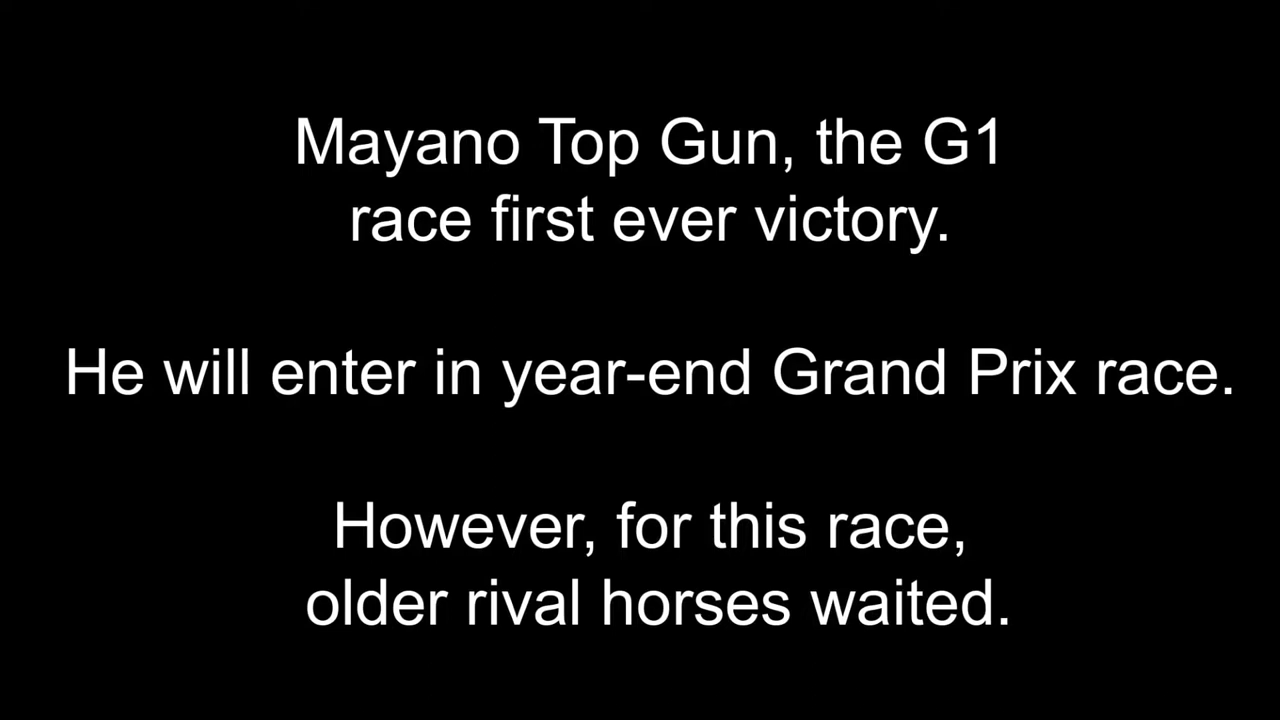 Mayano Top Gun, the G1
race first ever victory.
He will enter in year-end Grand Prix race.
However, for this race,
older rival horses waited.